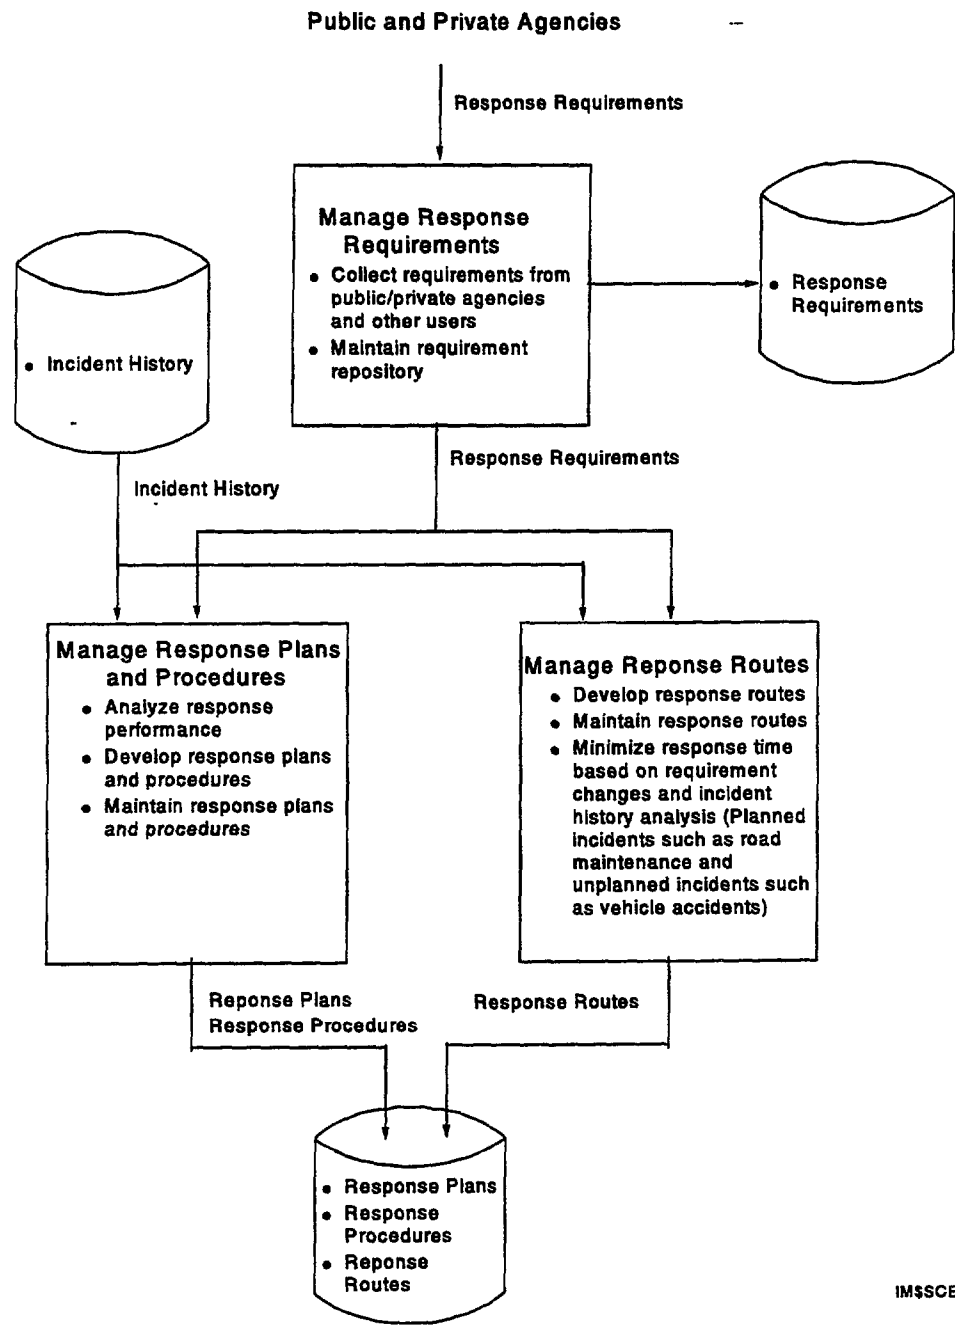 Public and Private Agencies
Response Requirements
Manage Response
Requirements
• Collect requirements from
public/private agencies
and other users
• Maintain requirement
repository
• Response
Requirements
• Incident History
Response Requirements
Incident History
Manage Response Plans
and Procedures
• Analyze response
performance
• Develop response plans
and procedures
• Maintain response plans
and procedures
Manage Reponse Routes
• Develop response routes
• Maintain response routes
• Minimize response time
based on requirement
changes and incident
history analysis (Planned
incidents such as road
maintenance and
unplanned incidents such
as vehicle accidents)
Reponse Plans
Response Procedures
Response Routes
• Response Plans
• Response
Procedures
• Reponse
Routes
IM$SCE